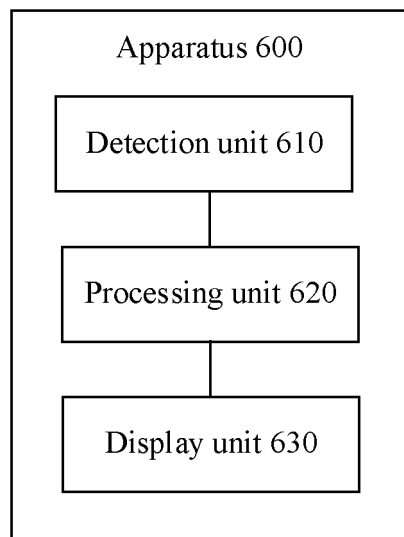 Apparatus 600
Detection unit 610
Processing unit 620
Display unit 630